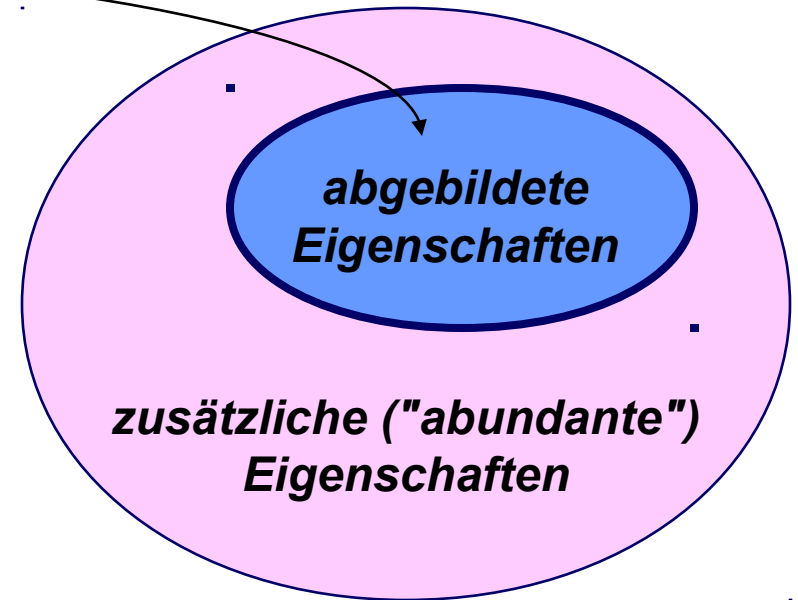 abgebildete
Eigenschaften
zusätzliche ("abundante")
Eigenschaften